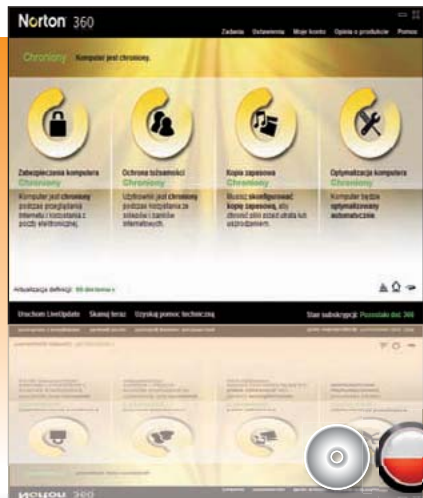 Norton 360
Zadania Ustawienia Moje konto Opinia o produkcie Pomoc
Chroniony Komputer jest chroniony.
Zabezpieczenia komputera
Chroniony
Komputer jest chroniony
podczas przeglądania
Internetu i korzystania z
poczty elektronicznej.
Ochrona tożsamości
Chroniony
Użytkownik jest chroniony
podczas korzystania ze
sklepów i banków
internetowych.
Kopia zapasowa
Chroniony
Musisz skonfigurować
kopię zapasową, aby
chronić pliki przed utratą lub
uszkodzeniem.
Optymalizacja komputera
Chroniony
Komputer będzie
optymalizowany
automatycznie.
Aktualizacja definicji:
Uruchom LiveUpdate Skanuj teraz Uzyskaj pomoc techniczną
Stan subskrypcji: Pozostało dni: 366